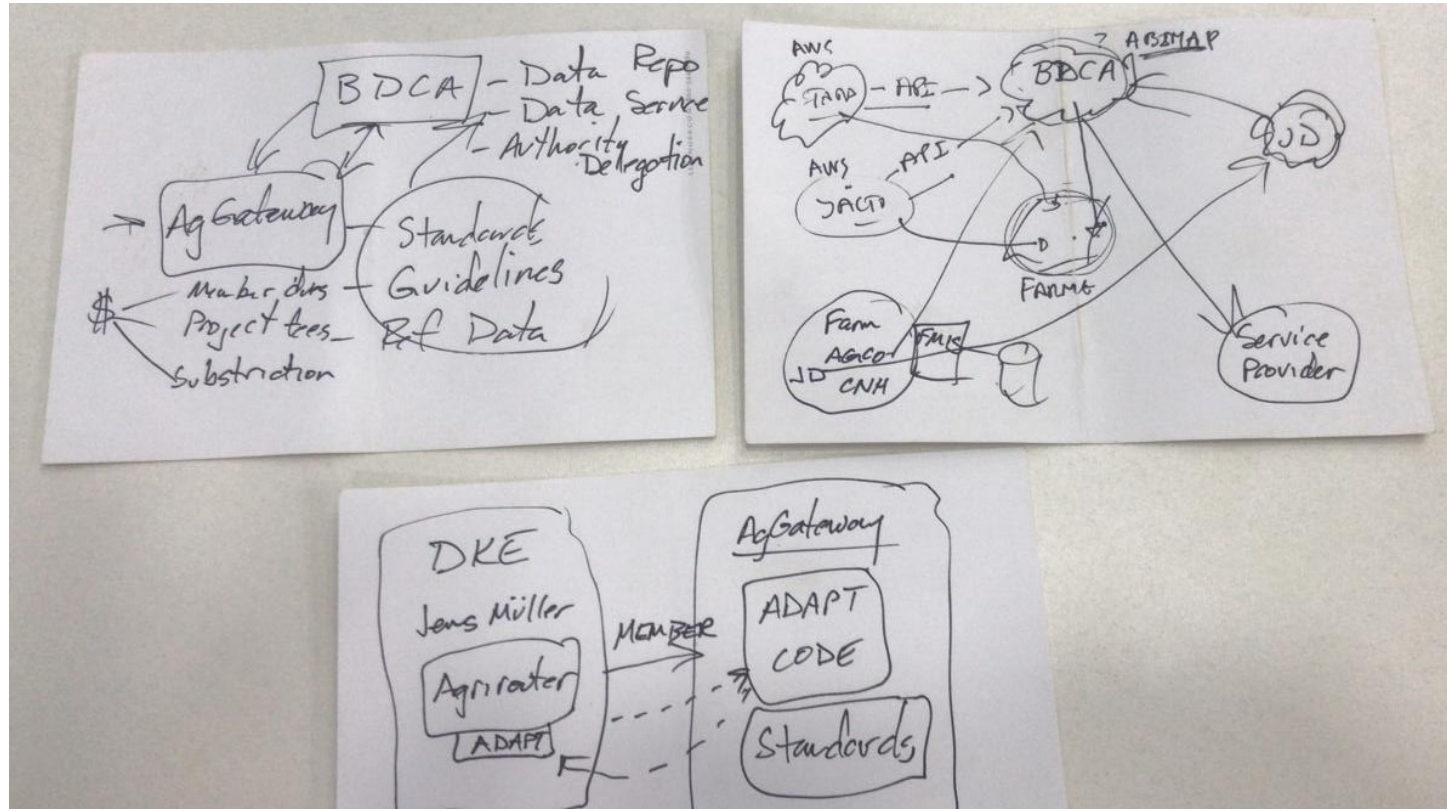 BDCA
- Data Repo
- Data Service
- Authority
Delegation
AgGateway
Standards
Guidelines
Ref Data
$
Member dues
Project fees
Substription
? ABIMAP
AWS
- API ->
BDCA
JD
AWS
API
JACTO
D
FARMS
Farm
AGCO
JD
CNH
FMIS
Service
Provider
DKE
Jens Müller
Agrirouter
ADAPT
MEMBER
AgGateway
ADAPT
CODE
Standards